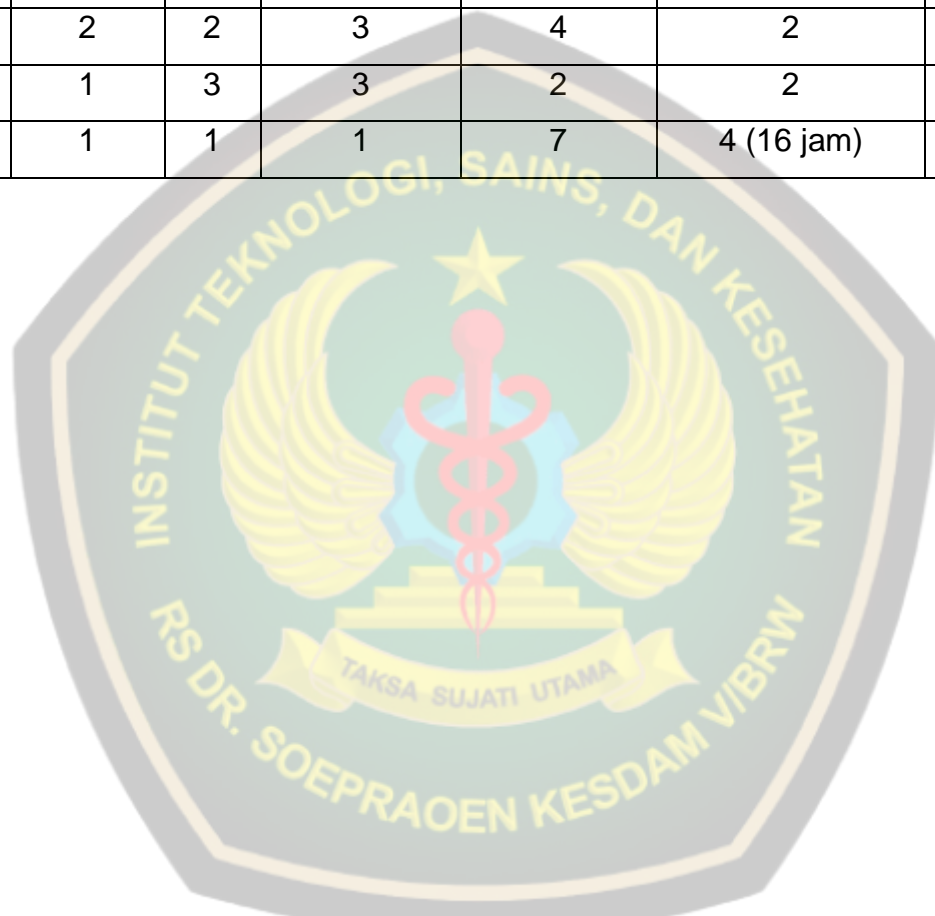 2 2 3 4 2
1 3 3 2 2
1 1 1 7 4 (16 jam)
INSTITUT TEKNOLOGI, SAINS, DAN KESEHATAN
TAKSA SUJATI UTAMA
RS DR. SOEPRAOEN KESDAM V/BRW